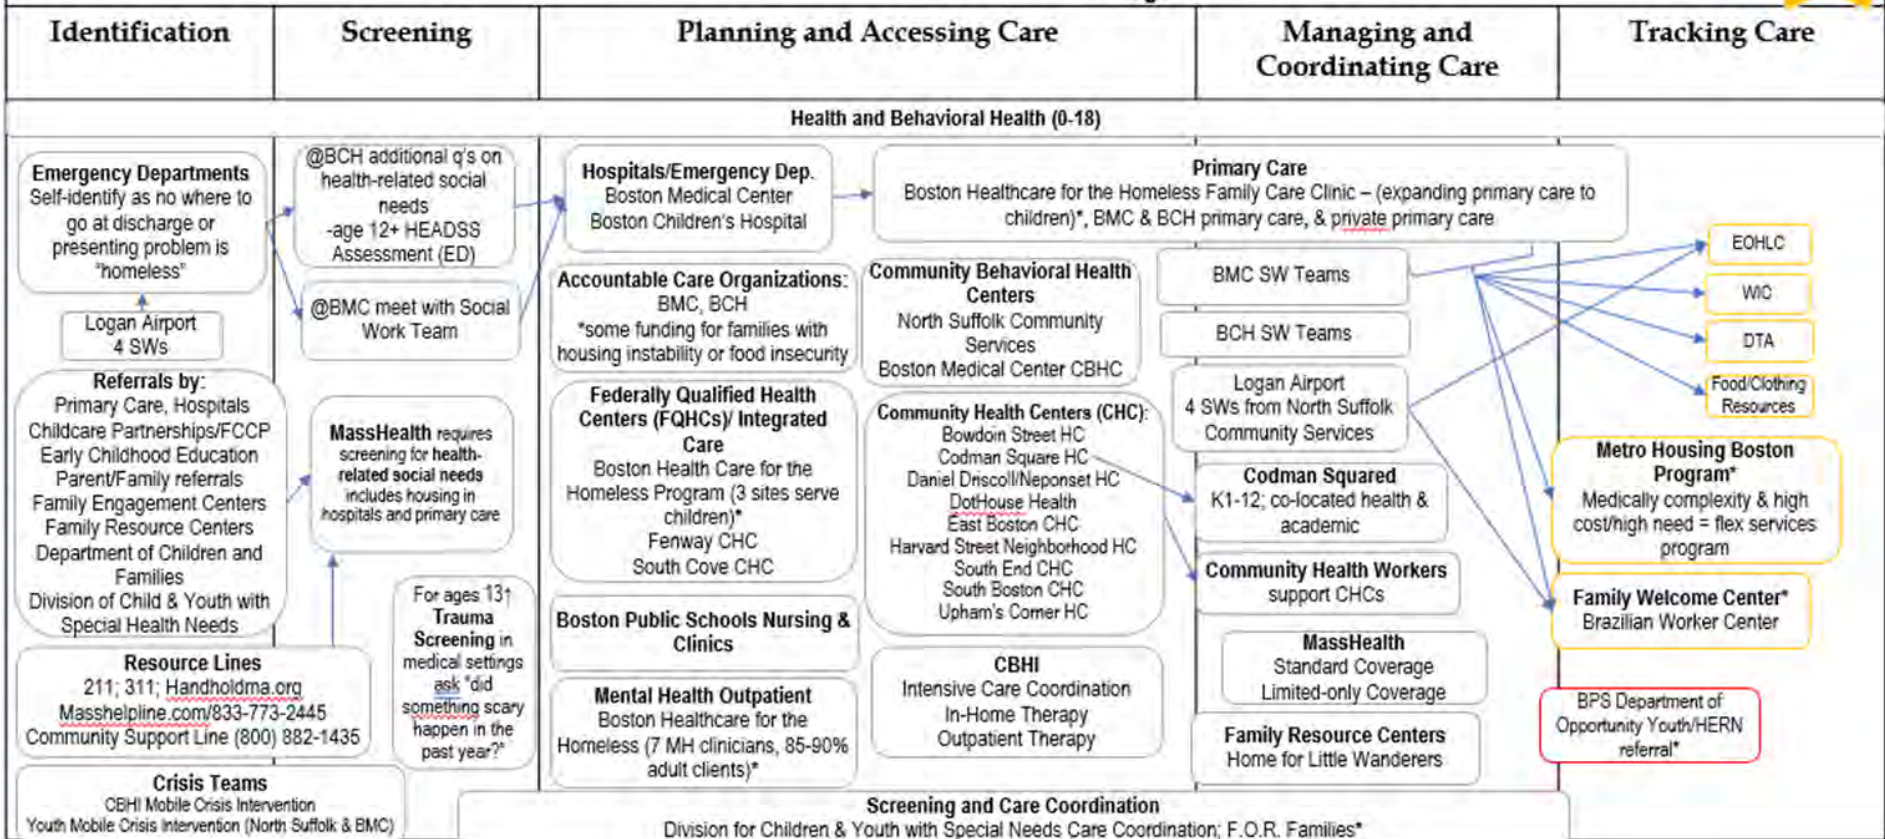 Identification
Screening
Planning and Accessing Care
Managing and
Coordinating Care
Tracking Care
Health and Behavioral Health (0-18)
Emergency Departments
Self-identify as no where to
go at discharge or
presenting problem is
"homeless"
Logan Airport
4 SWs
Referrals by:
Primary Care, Hospitals
Childcare Partnerships/FCCP
Early Childhood Education
Parent/Family referrals
Family Engagement Centers
Family Resource Centers
Department of Children and
Families
Division of Child & Youth with
Special Health Needs
Resource Lines
211; 311; Handholdma.org
Masshelpline.com/833-773-2445
Community Support Line (800) 882-1435
Crisis Teams
CBHI Mobile Crisis Intervention
Youth Mobile Crisis Intervention (North Suffolk & BMC)
@BCH additional q's on
health-related social
needs
-age 12+ HEADSS
Assessment (ED)
@BMC meet with Social
Work Team
MassHealth requires
screening for health-
related social needs
includes housing in
hospitals and primary care
For ages 13↑
Trauma
Screening in
medical settings
ask "did
something scary
happen in the
past year?"
Hospitals/Emergency Dep.
Boston Medical Center
Boston Children's Hospital
Accountable Care Organizations:
BMC, BCH
*some funding for families with
housing instability or food insecurity
Federally Qualified Health
Centers (FQHCs)/ Integrated
Care
Boston Health Care for the
Homeless Program (3 sites serve
children)*
Fenway CHC
South Cove CHC
Boston Public Schools Nursing &
Clinics
Mental Health Outpatient
Boston Healthcare for the
Homeless (7 MH clinicians, 85-90%
adult clients)*
Primary Care
Boston Healthcare for the Homeless Family Care Clinic – (expanding primary care to
children)*, BMC & BCH primary care, & private primary care
Community Behavioral Health
Centers
North Suffolk Community
Services
Boston Medical Center CBHC
Community Health Centers (CHC):
Bowdoin Street HC
Codman Square HC
Daniel Driscoll/Neponset HC
DotHouse Health
East Boston CHC
Harvard Street Neighborhood HC
South End CHC
South Boston CHC
Upham's Corner HC
CBHI
Intensive Care Coordination
In-Home Therapy
Outpatient Therapy
BMC SW Teams
BCH SW Teams
Logan Airport
4 SWs from North Suffolk
Community Services
Codman Squared
K1-12; co-located health &
academic
Community Health Workers
support CHCs
MassHealth
Standard Coverage
Limited-only Coverage
Family Resource Centers
Home for Little Wanderers
EOHLC
WIC
DTA
Food/Clothing
Resources
Metro Housing Boston
Program*
Medically complexity & high
cost/high need = flex services
program
Family Welcome Center*
Brazilian Worker Center
BPS Department of
Opportunity Youth/HERN
referral*
Screening and Care Coordination
Division for Children & Youth with Special Needs Care Coordination; F.O.R. Families*